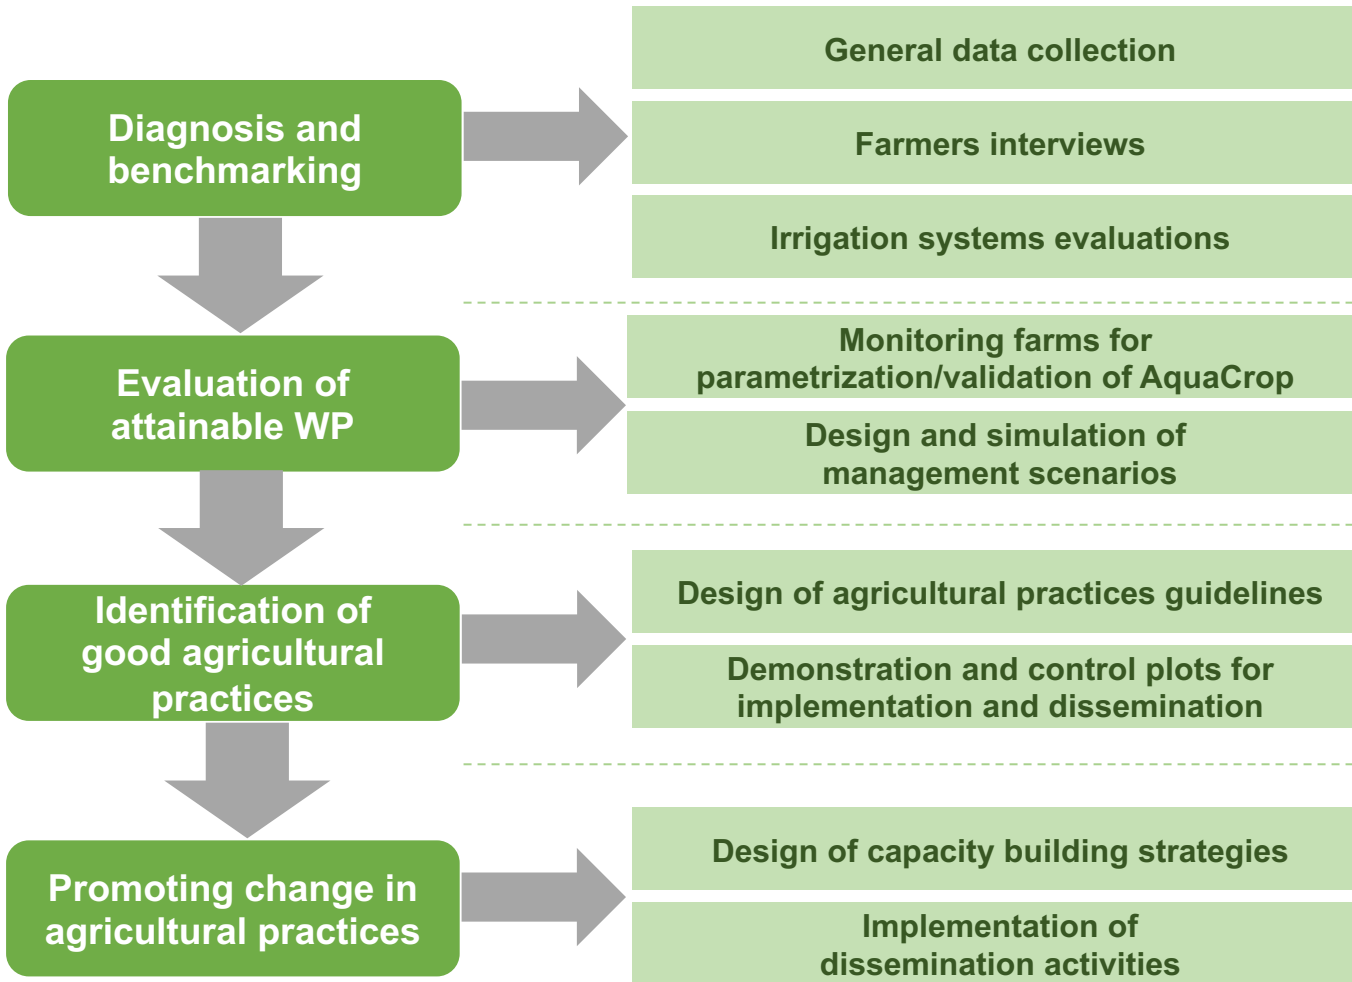 Diagnosis and
benchmarking
General data collection
Farmers interviews
Irrigation systems evaluations
Evaluation of
attainable WP
Monitoring farms for
parametrization/validation of AquaCrop
Design and simulation of
management scenarios
Identification of
good agricultural
practices
Design of agricultural practices guidelines
Demonstration and control plots for
implementation and dissemination
Promoting change in
agricultural practices
Design of capacity building strategies
Implementation of
dissemination activities